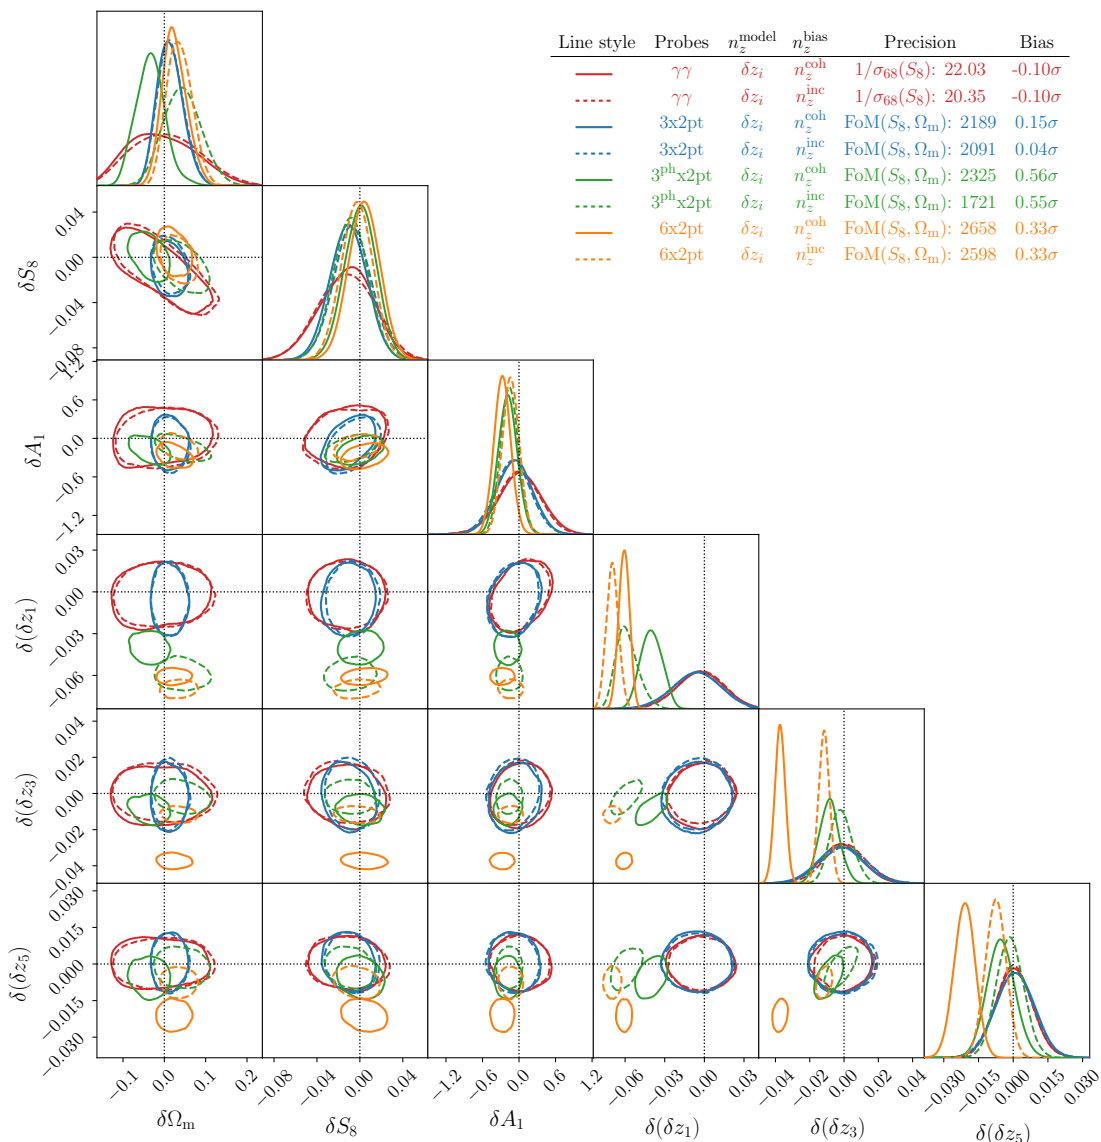 Line style Probes n_z^model n_z^bias Precision Bias
γγ δz_i n_z^coh 1/σ_68(S_8): 22.03 -0.10σ
γγ δz_i n_z^inc 1/σ_68(S_8): 20.35 -0.10σ
3x2pt δz_i n_z^coh FoM(S_8, Ω_m): 2189 0.15σ
3x2pt δz_i n_z^inc FoM(S_8, Ω_m): 2091 0.04σ
3^ph x2pt δz_i n_z^coh FoM(S_8, Ω_m): 2325 0.56σ
3^ph x2pt δz_i n_z^inc FoM(S_8, Ω_m): 1721 0.55σ
6x2pt δz_i n_z^coh FoM(S_8, Ω_m): 2658 0.33σ
6x2pt δz_i n_z^inc FoM(S_8, Ω_m): 2598 0.33σ
δS_8
0.04
0.00
−0.04
−0.08
δA_1
1.2
0.6
0.0
−0.6
−1.2
δ(δz_1)
0.03
0.00
−0.03
−0.06
δ(δz_3)
0.04
0.02
0.00
−0.02
−0.04
δ(δz_5)
0.030
0.015
0.000
−0.015
−0.030
−0.1 0.0 0.1 0.2 −0.08 −0.04 0.00 0.04 −1.2 −0.6 0.0 0.6 1.2 −0.06 −0.03 0.00 0.03 −0.04 −0.02 0.00 0.02 0.04 −0.030 −0.015 0.000 0.015 0.030
δΩ_m δS_8 δA_1 δ(δz_1) δ(δz_3) δ(δz_5)